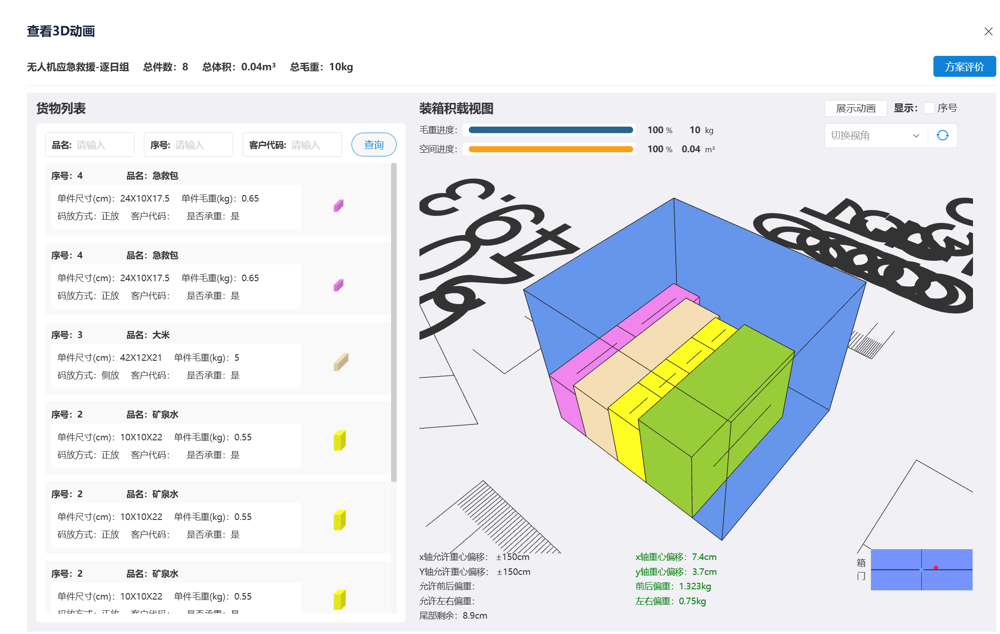 查看3D动画
无人机应急救援-逐日组 总件数：8 总体积：0.04m³ 总毛重：10kg
方案评价
货物列表
品名: 请输入 序号: 请输入 客户代码: 请输入 查询
序号：4 品名：急救包
单件尺寸(cm)：24X10X17.5 单件毛重(kg)：0.65
码放方式：正放 客户代码： 是否承重：是
序号：4 品名：急救包
单件尺寸(cm)：24X10X17.5 单件毛重(kg)：0.65
码放方式：正放 客户代码： 是否承重：是
序号：3 品名：大米
单件尺寸(cm)：42X12X21 单件毛重(kg)：5
码放方式：侧放 客户代码： 是否承重：是
序号：2 品名：矿泉水
单件尺寸(cm)：10X10X22 单件毛重(kg)：0.55
码放方式：正放 客户代码： 是否承重：是
序号：2 品名：矿泉水
单件尺寸(cm)：10X10X22 单件毛重(kg)：0.55
码放方式：正放 客户代码： 是否承重：是
序号：2 品名：矿泉水
单件尺寸(cm)：10X10X22 单件毛重(kg)：0.55
码放方式：正放 客户代码： 是否承重：是
装箱积载视图
展示动画 显示： 序号
毛重进度： 100 % 10 kg
空间进度： 100 % 0.04 m³
切换视角
x轴允许重心偏移： ±150cm
Y轴允许重心偏移： ±150cm
允许前后偏重：
允许左右偏重：
尾部剩余：8.9cm
x轴重心偏移：7.4cm
y轴重心偏移：3.7cm
前后偏重：1.323kg
左右偏重：0.75kg
箱门